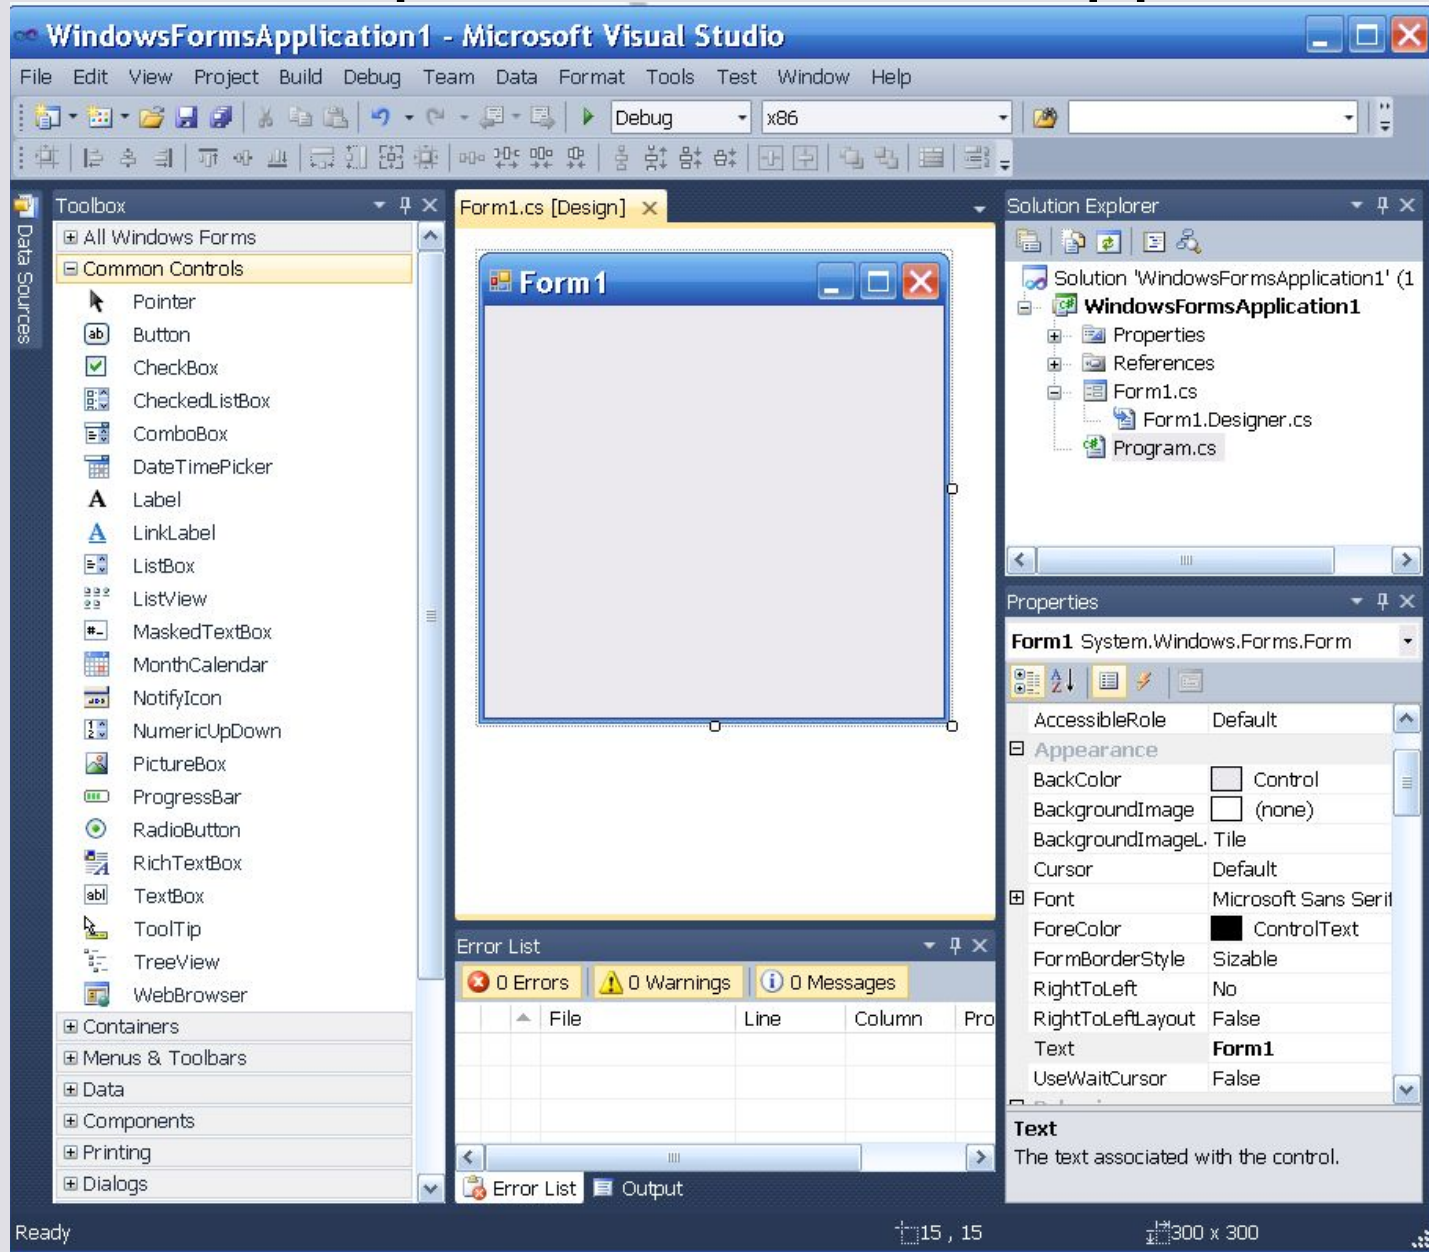 WindowsFormsApplication1 - Microsoft Visual Studio
File Edit View Project Build Debug Team Data Format Tools Test Window Help
Debug x86
Data Sources
Toolbox
All Windows Forms
Common Controls
Pointer
Button
CheckBox
CheckedListBox
ComboBox
DateTimePicker
Label
LinkLabel
ListBox
ListView
MaskedTextBox
MonthCalendar
NotifyIcon
NumericUpDown
PictureBox
ProgressBar
RadioButton
RichTextBox
TextBox
ToolTip
TreeView
WebBrowser
Containers
Menus & Toolbars
Data
Components
Printing
Dialogs
Form1.cs [Design]
Form1
Error List
0 Errors 0 Warnings 0 Messages
File Line Column Pro
Error List Output
Solution Explorer
Solution 'WindowsFormsApplication1' (1
WindowsFormsApplication1
Properties
References
Form1.cs
Form1.Designer.cs
Program.cs
Properties
Form1 System.Windows.Forms.Form
AccessibleRole Default
Appearance
BackColor Control
BackgroundImage (none)
BackgroundImageL Tile
Cursor Default
Font Microsoft Sans Serif
ForeColor ControlText
FormBorderStyle Sizable
RightToLeft No
RightToLeftLayout False
Text Form1
UseWaitCursor False
Text
The text associated with the control.
Ready 15 , 15 300 x 300